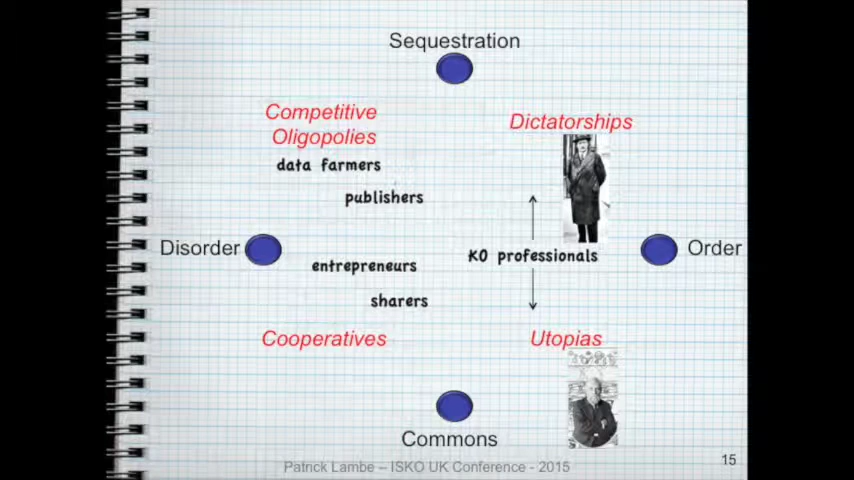 Sequestration
Competitive
Oligopolies
Dictatorships
data farmers
publishers
Disorder
KO professionals
Order
entrepreneurs
sharers
Cooperatives
Utopias
Commons
Patrick Lambe – ISKO UK Conference - 2015
15